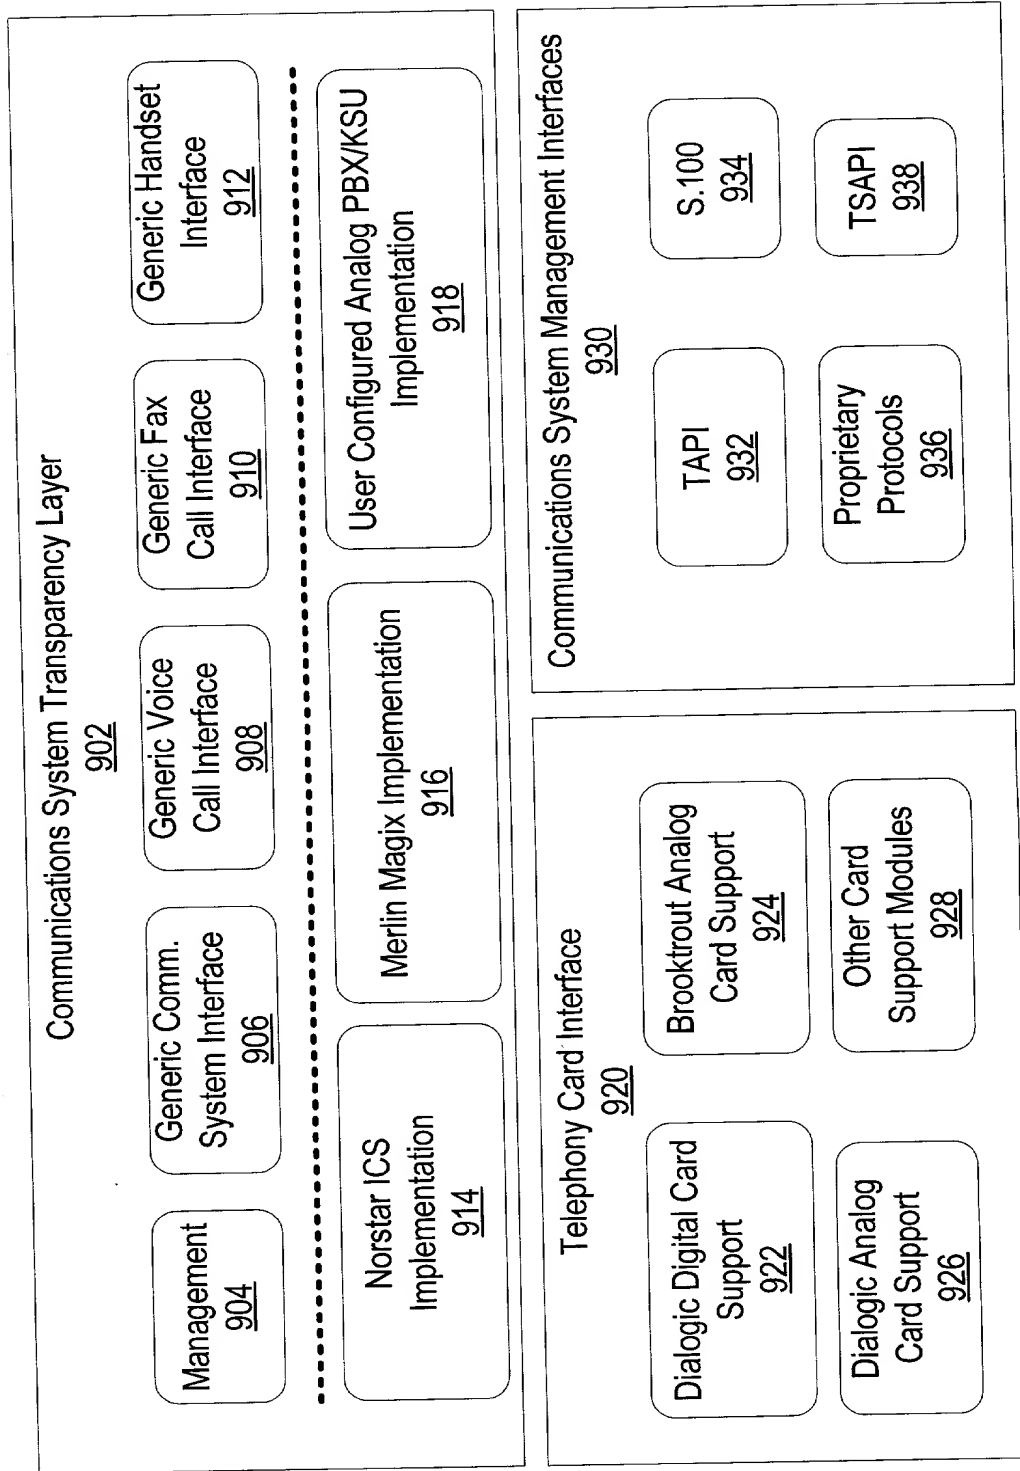 Communications System Transparency Layer
902
Management
904
Generic Comm.
System Interface
906
Generic Voice
Call Interface
908
Generic Fax
Call Interface
910
Generic Handset
Interface
912
Norstar ICS
Implementation
914
Merlin Magix Implementation
916
User Configured Analog PBX/KSU
Implementation
918
Telephony Card Interface
920
Dialogic Digital Card
Support
922
Brooktrout Analog
Card Support
924
Dialogic Analog
Card Support
926
Other Card
Support Modules
928
Communications System Management Interfaces
930
TAPI
932
S.100
934
Proprietary
Protocols
936
TSAPI
938